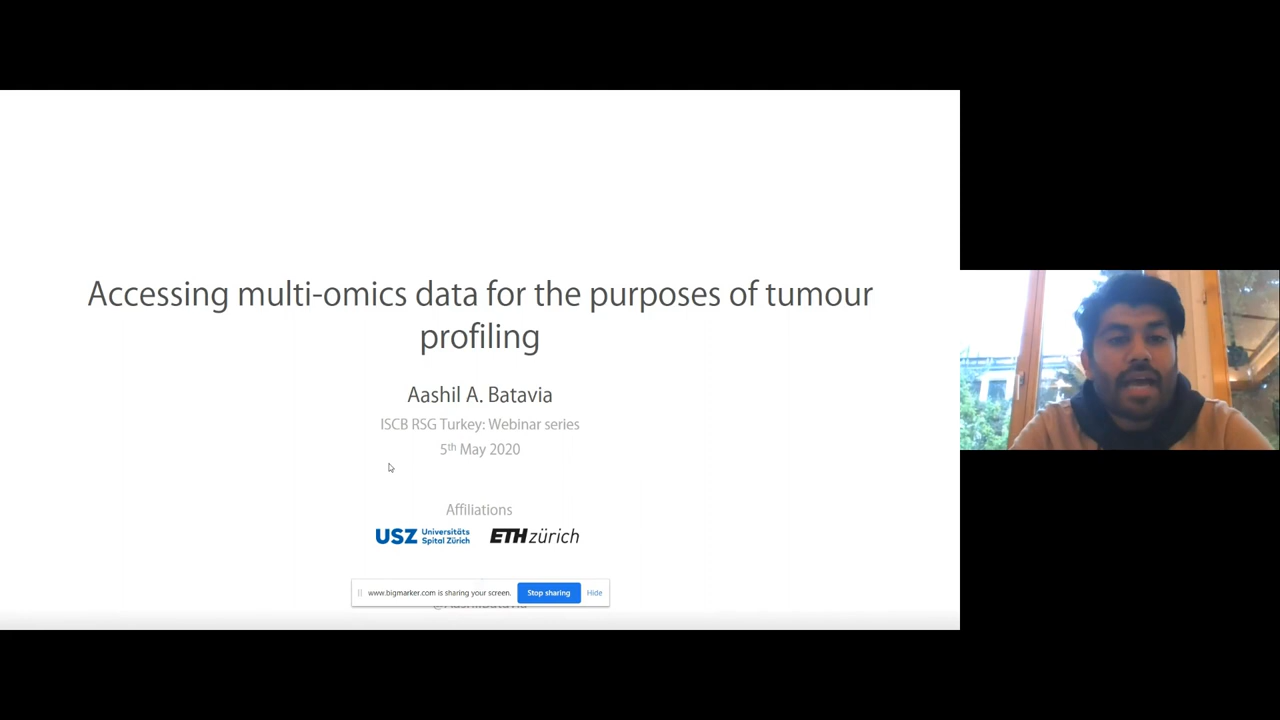 Accessing multi-omics data for the purposes of tumour
profiling
Aashil A. Batavia
ISCB RSG Turkey: Webinar series
5th May 2020
Affiliations
USZ Universitäts
Spital Zürich
ETH zürich
www.bigmarker.com is sharing your screen. Stop sharing Hide